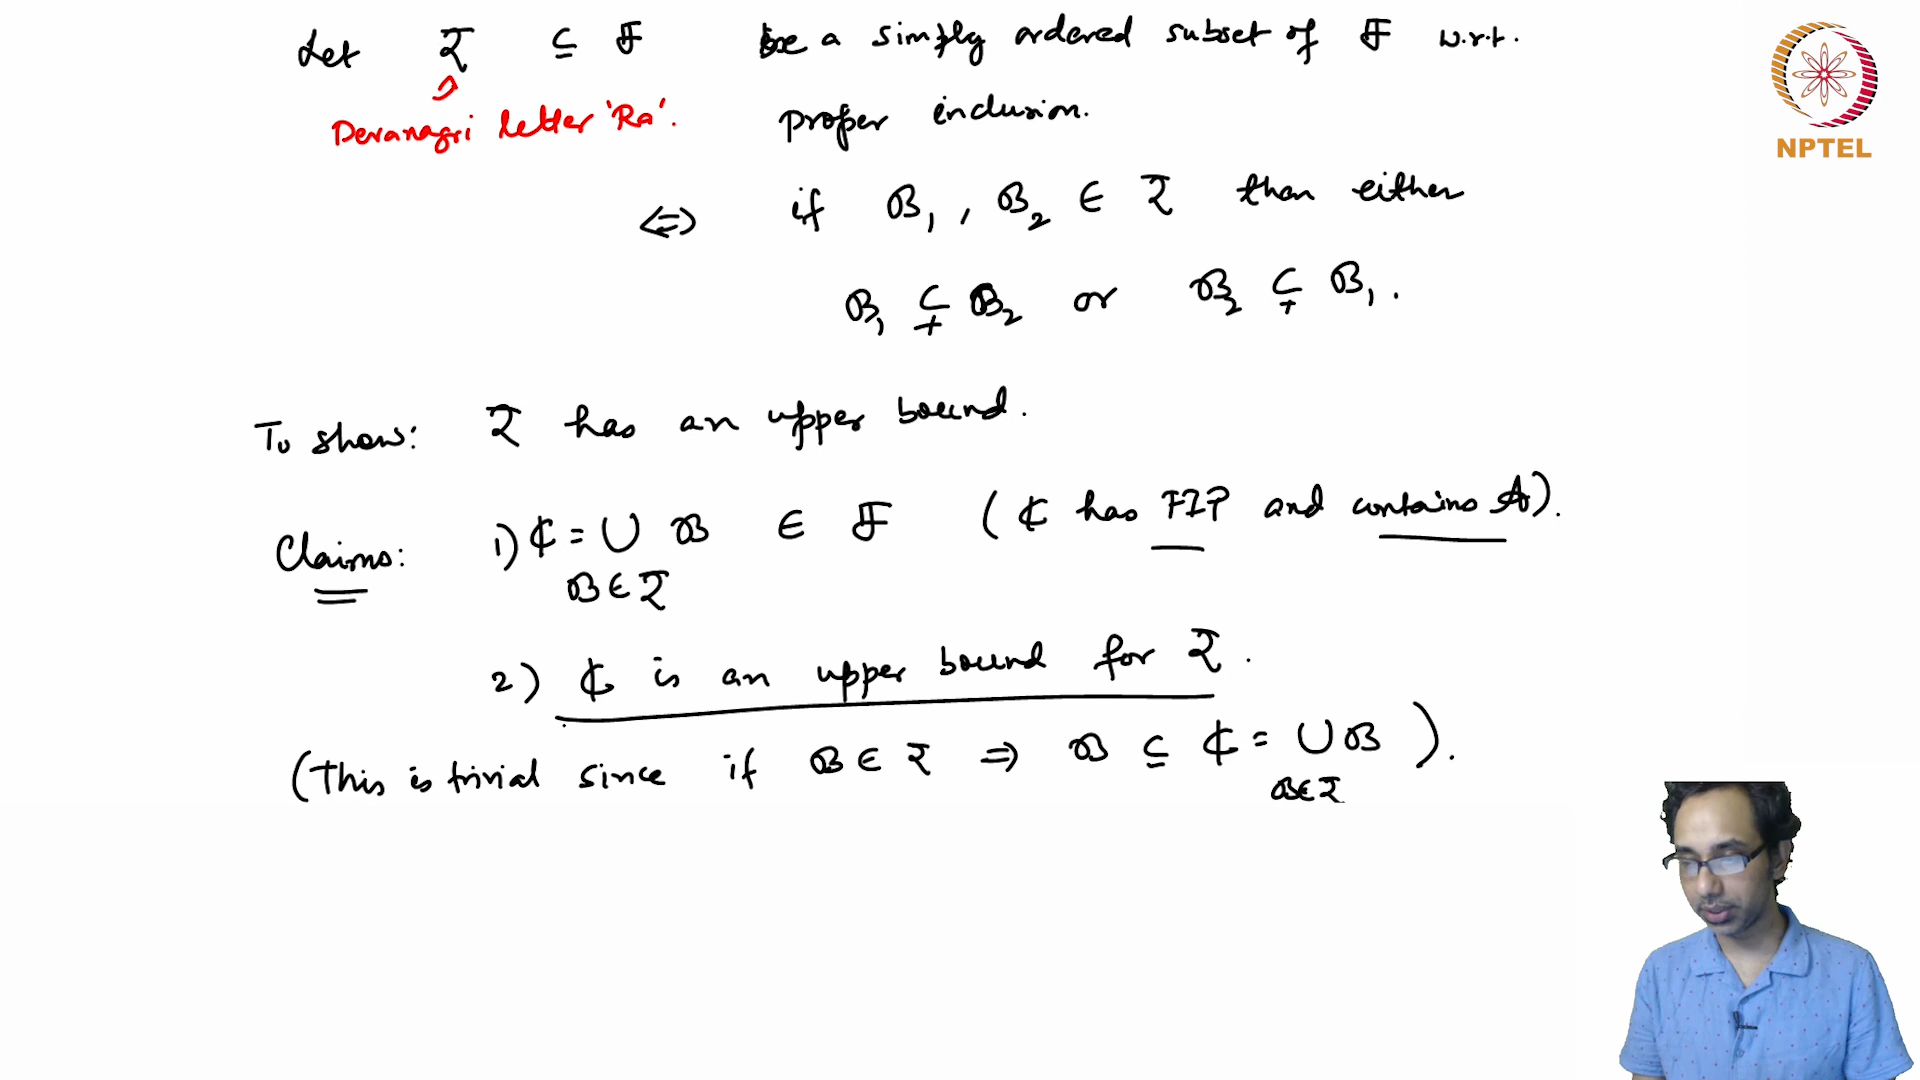 Let र ⊆ 𝔽 be a simply ordered subset of 𝔽 w.r.t.
Devanagri letter 'Ra'. proper inclusion.
NPTEL
⇔ if ℬ₁, ℬ₂ ∈ र than either
ℬ₁ ⊊ ℬ₂ or ℬ₂ ⊊ ℬ₁.
To show: र has an upper bound.
Claims: 1) ₵ = ∪ ℬ ∈ 𝔽 (₵ has FIP and contains 𝔸).
ℬ ∈ र
2) ₵ is an upper bound for र.
(This is trivial since if ℬ ∈ र ⇒ ℬ ⊆ ₵ = ∪ ℬ ).
ℬ ∈ र